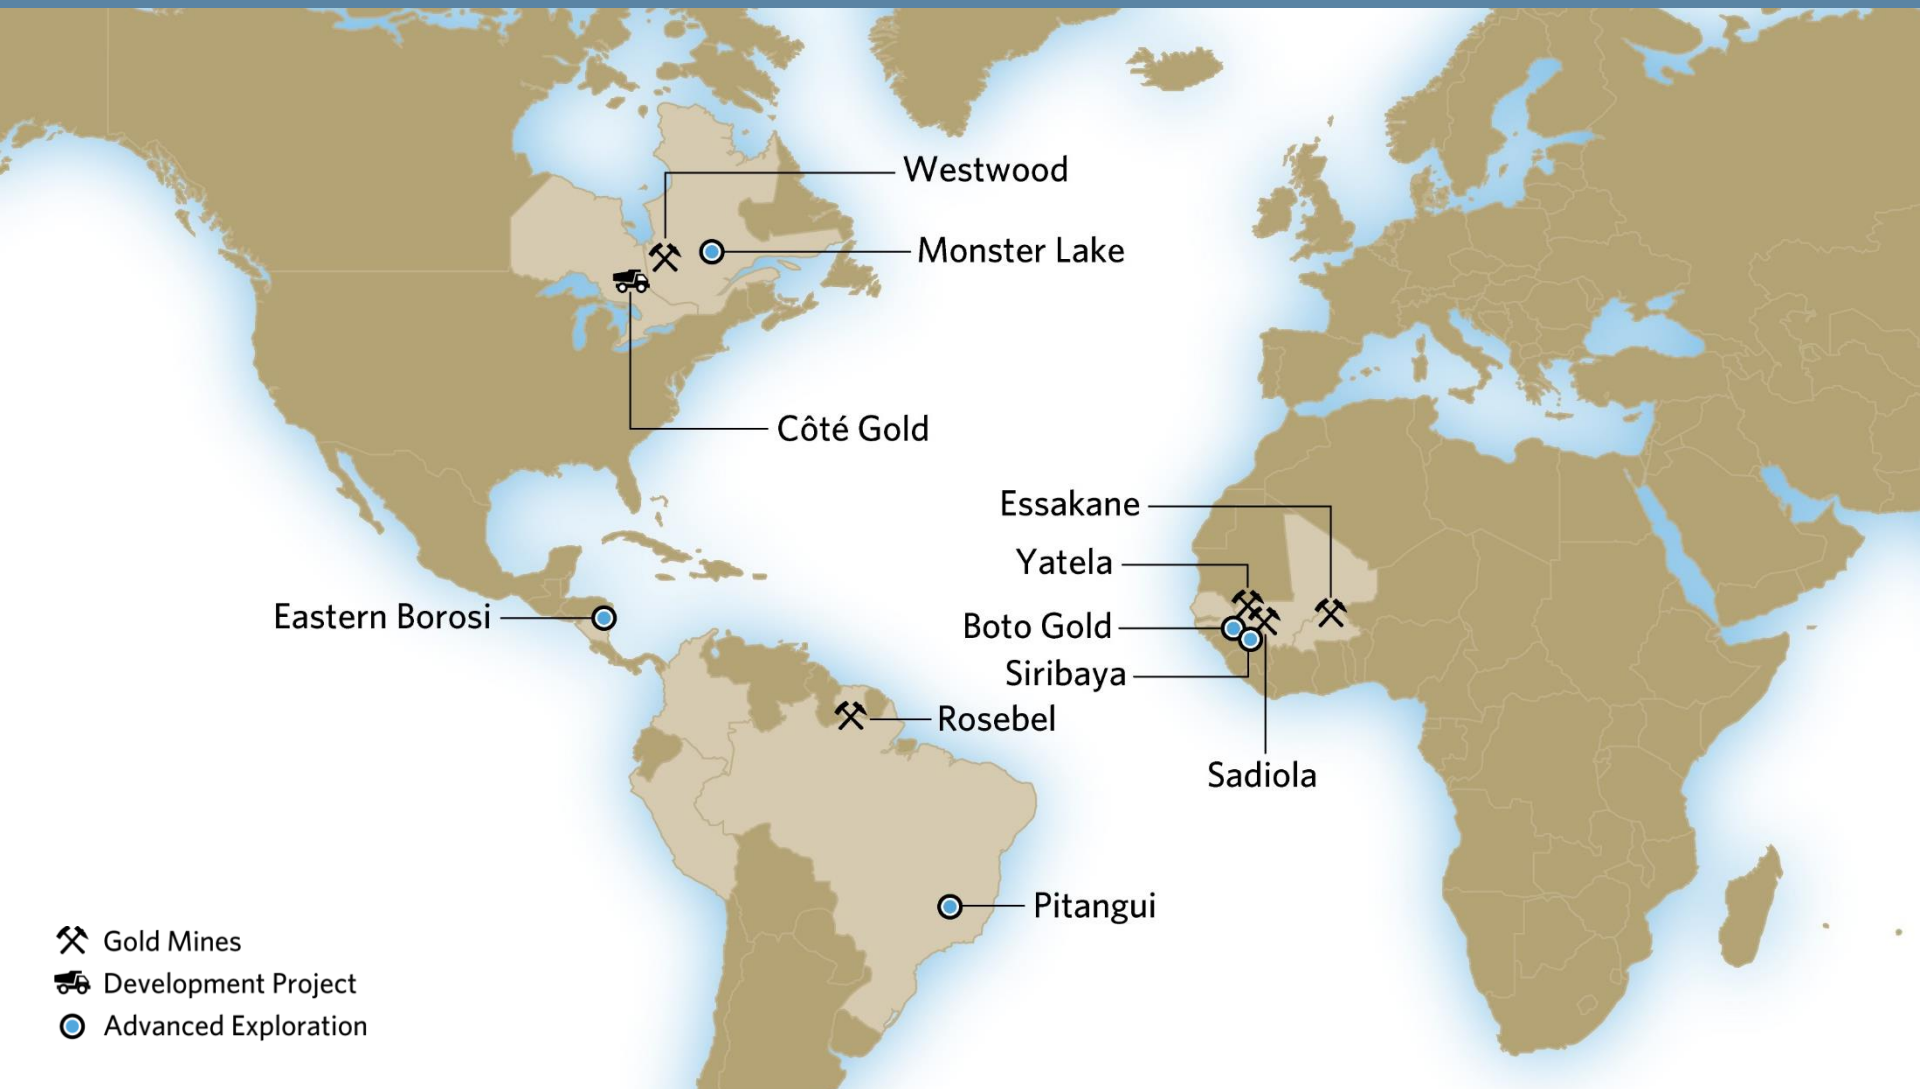 Westwood
Monster Lake
Côté Gold
Essakane
Yatela
Eastern Borosi
Boto Gold
Siribaya
Rosebel
Sadiola
Pitangui
Gold Mines
Development Project
Advanced Exploration